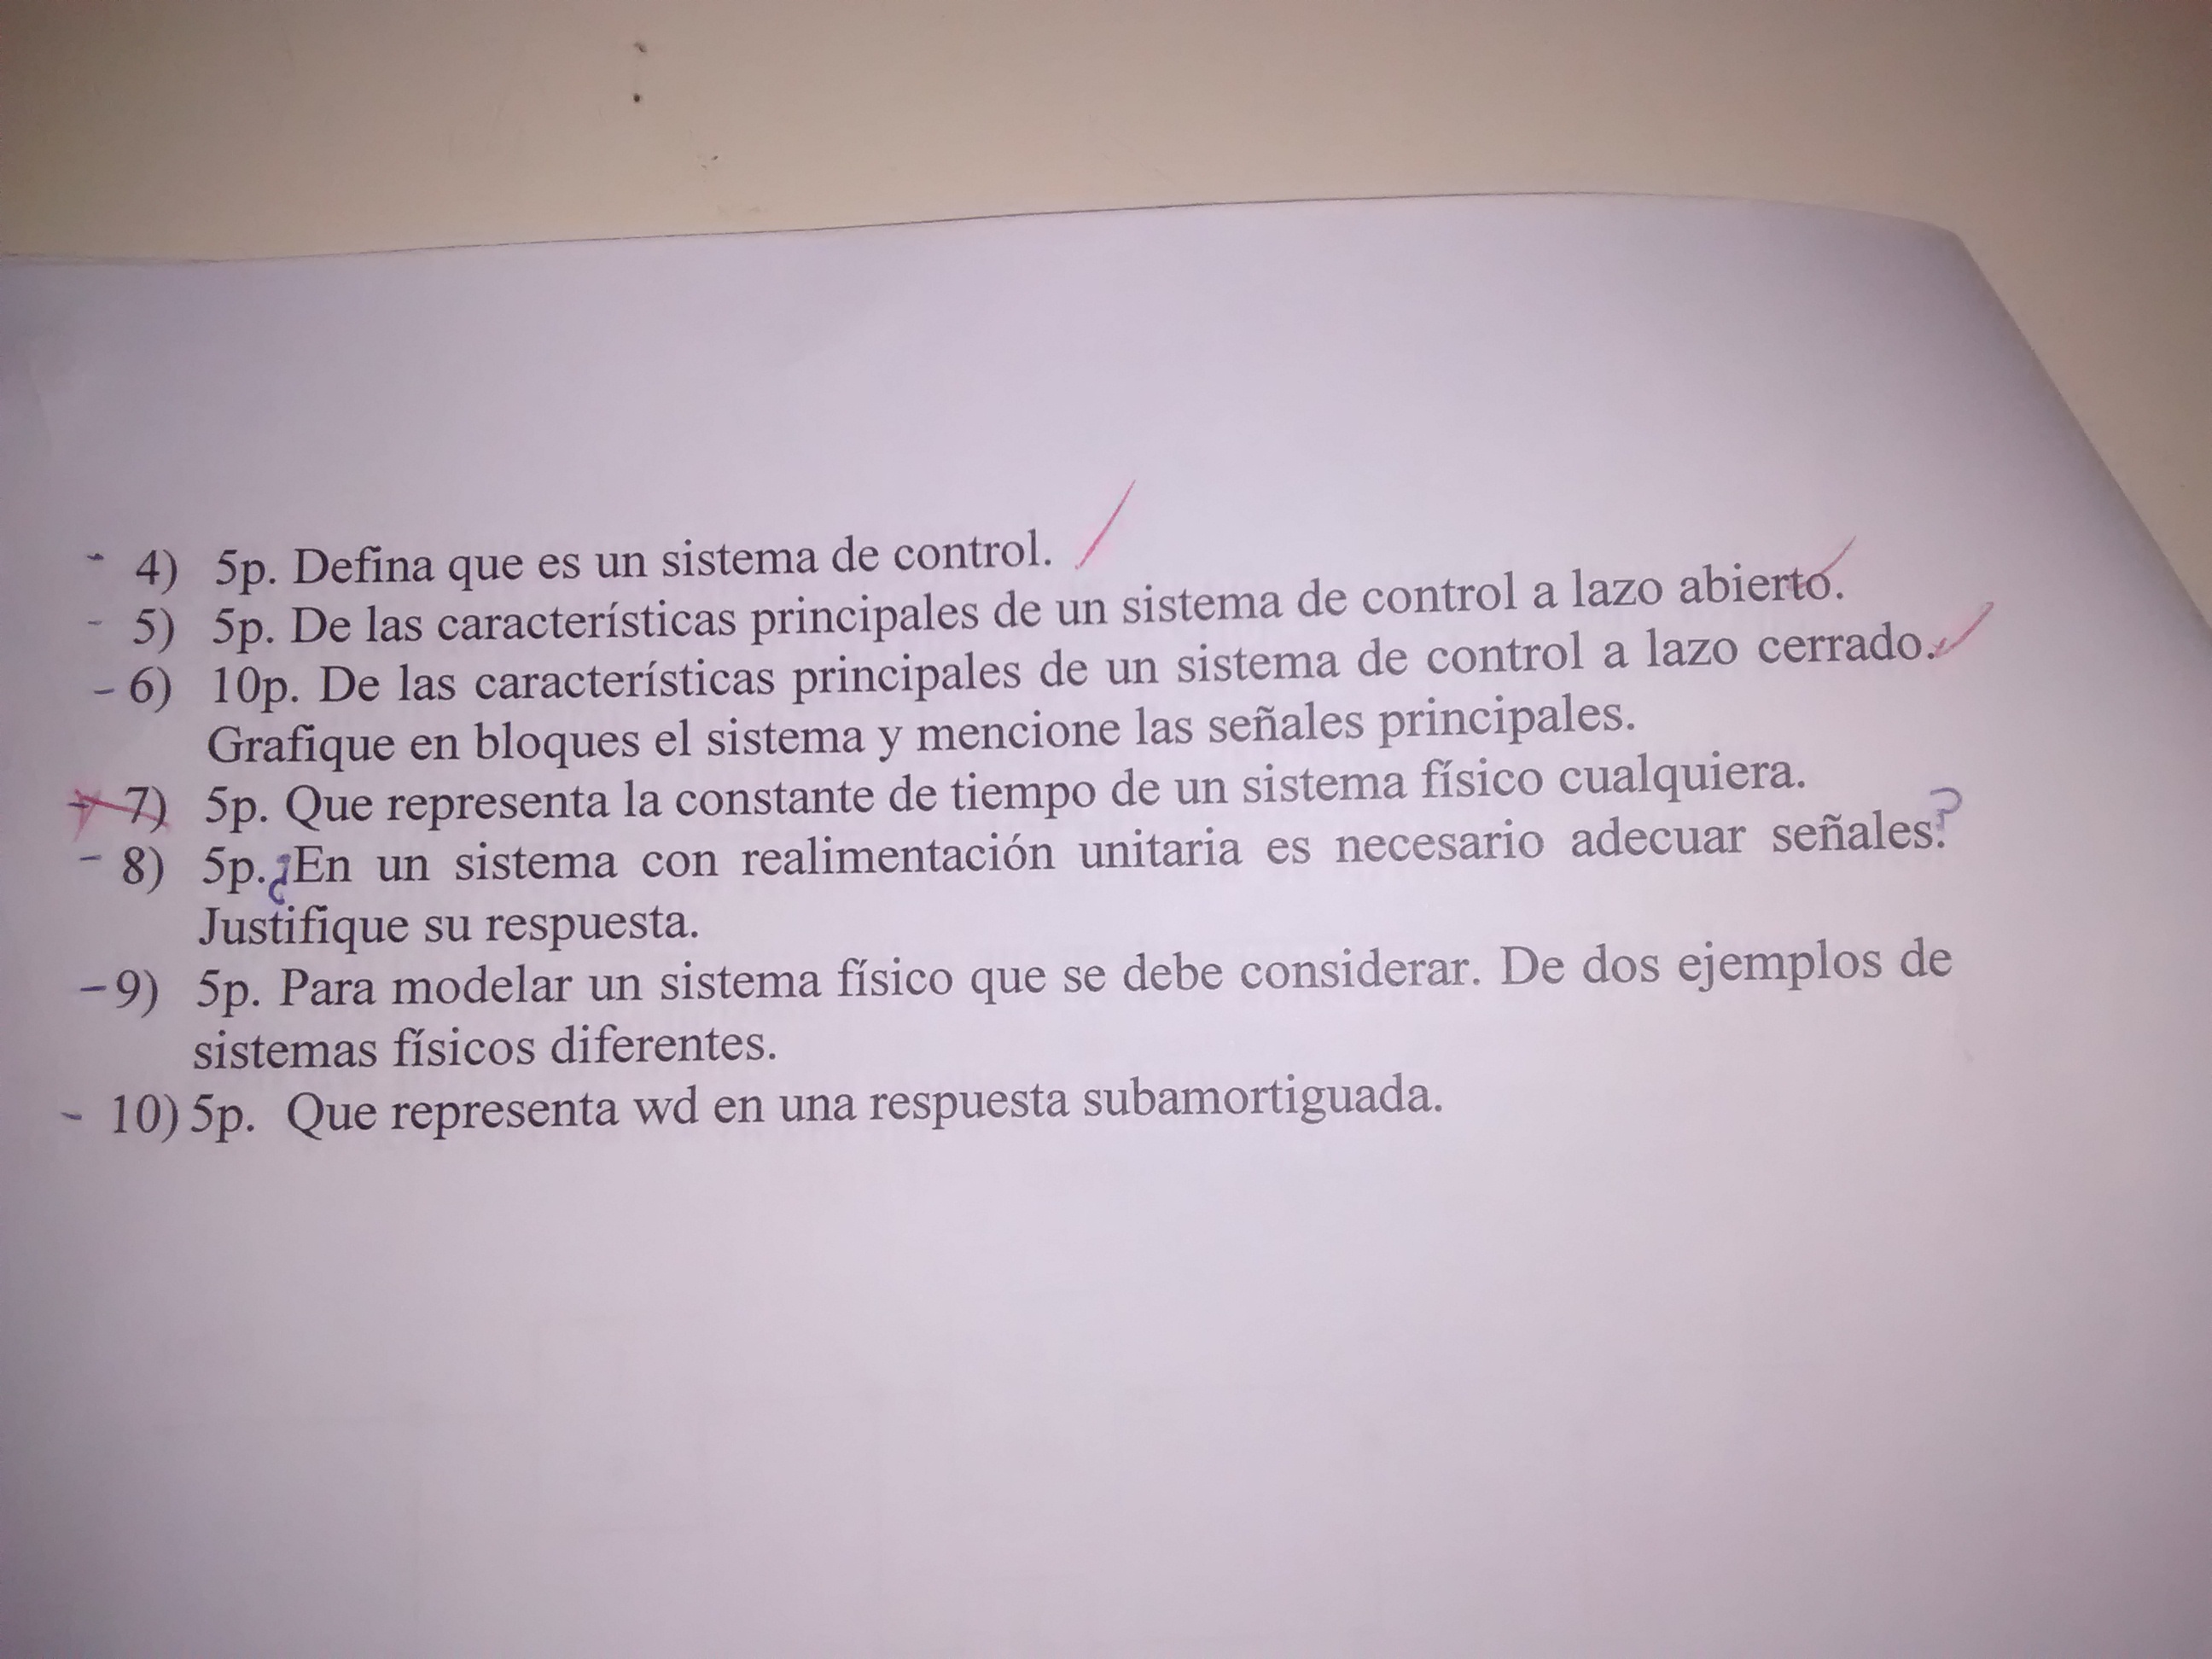 4) 5p. Defina que es un sistema de control.
5) 5p. De las características principales de un sistema de control a lazo abierto.
6) 10p. De las características principales de un sistema de control a lazo cerrado.
Grafique en bloques el sistema y mencione las señales principales.
7) 5p. Que representa la constante de tiempo de un sistema físico cualquiera.
8) 5p. ¿En un sistema con realimentación unitaria es necesario adecuar señales?
Justifique su respuesta.
9) 5p. Para modelar un sistema físico que se debe considerar. De dos ejemplos de
sistemas físicos diferentes.
10) 5p. Que representa wd en una respuesta subamortiguada.